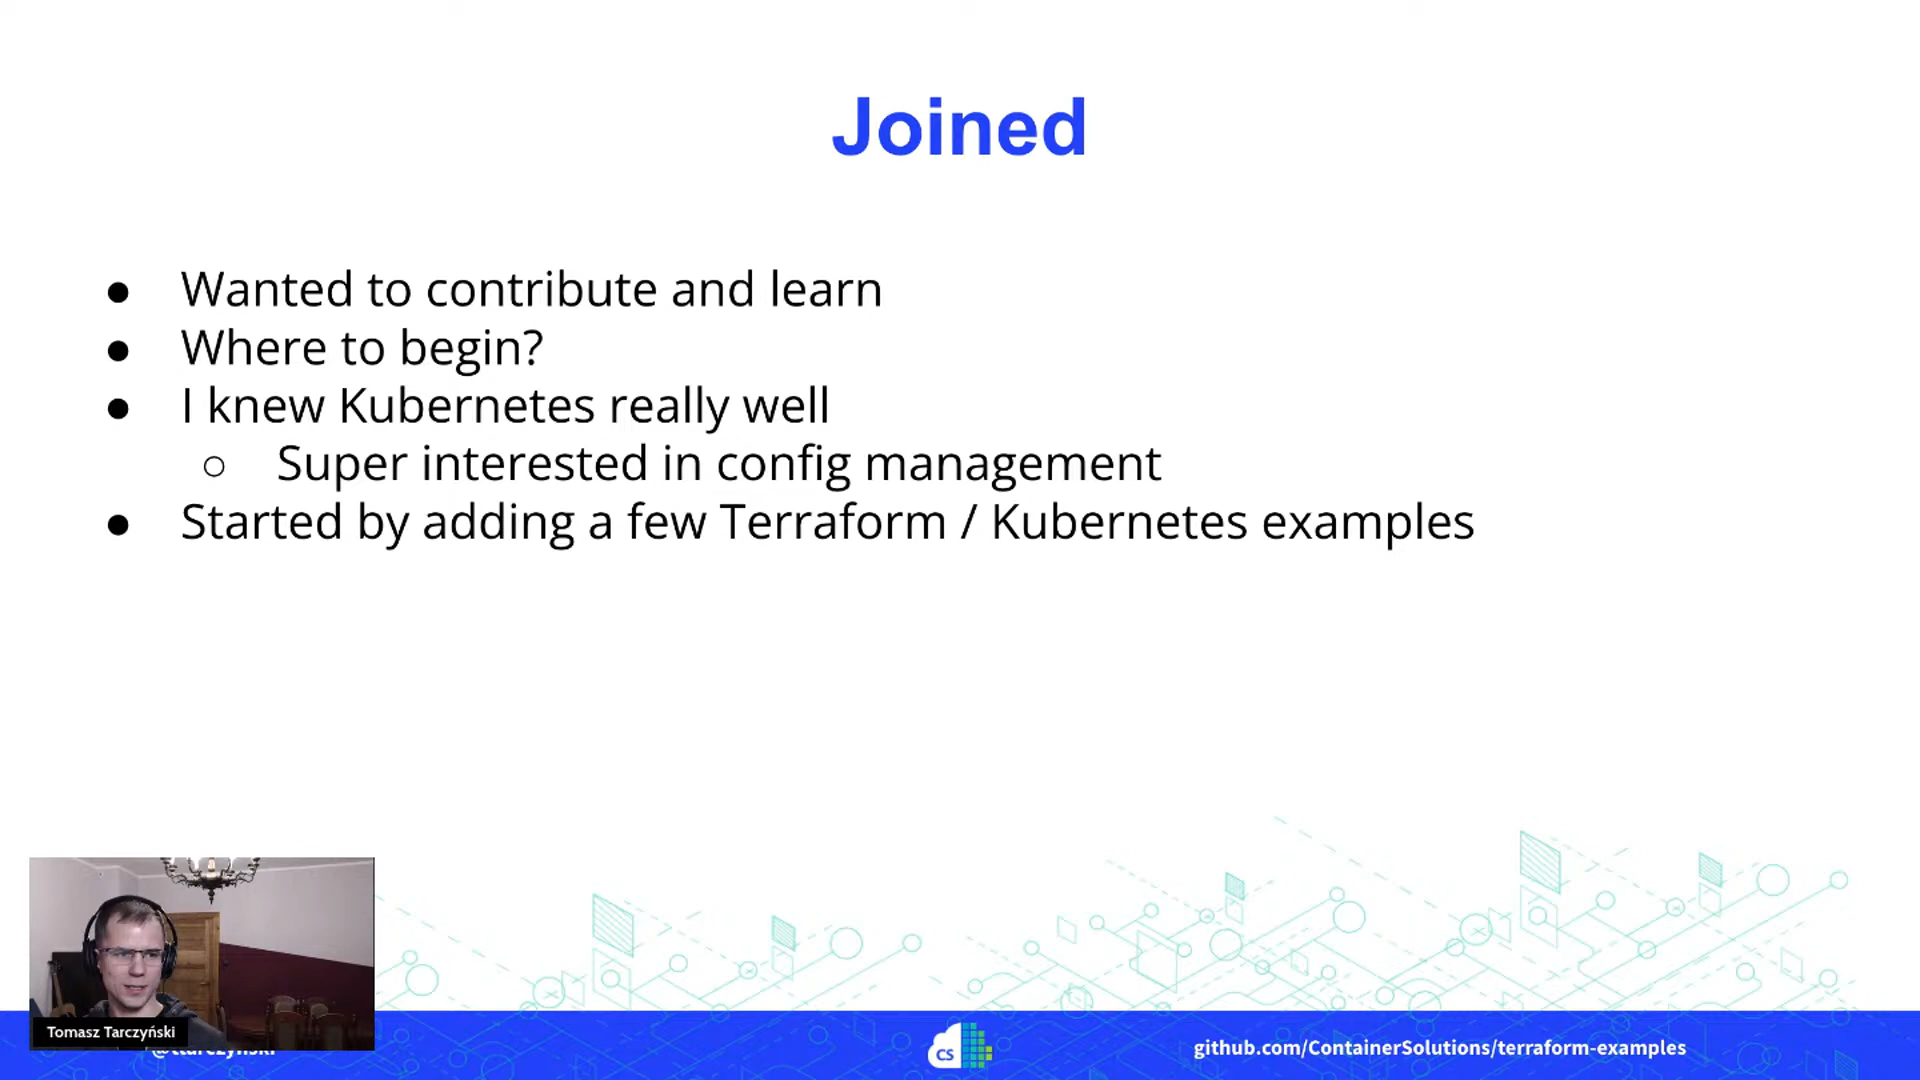 Joined
● Wanted to contribute and learn
● Where to begin?
● I knew Kubernetes really well
○ Super interested in config management
● Started by adding a few Terraform / Kubernetes examples
Tomasz Tarczyński
cs
github.com/ContainerSolutions/terraform-examples